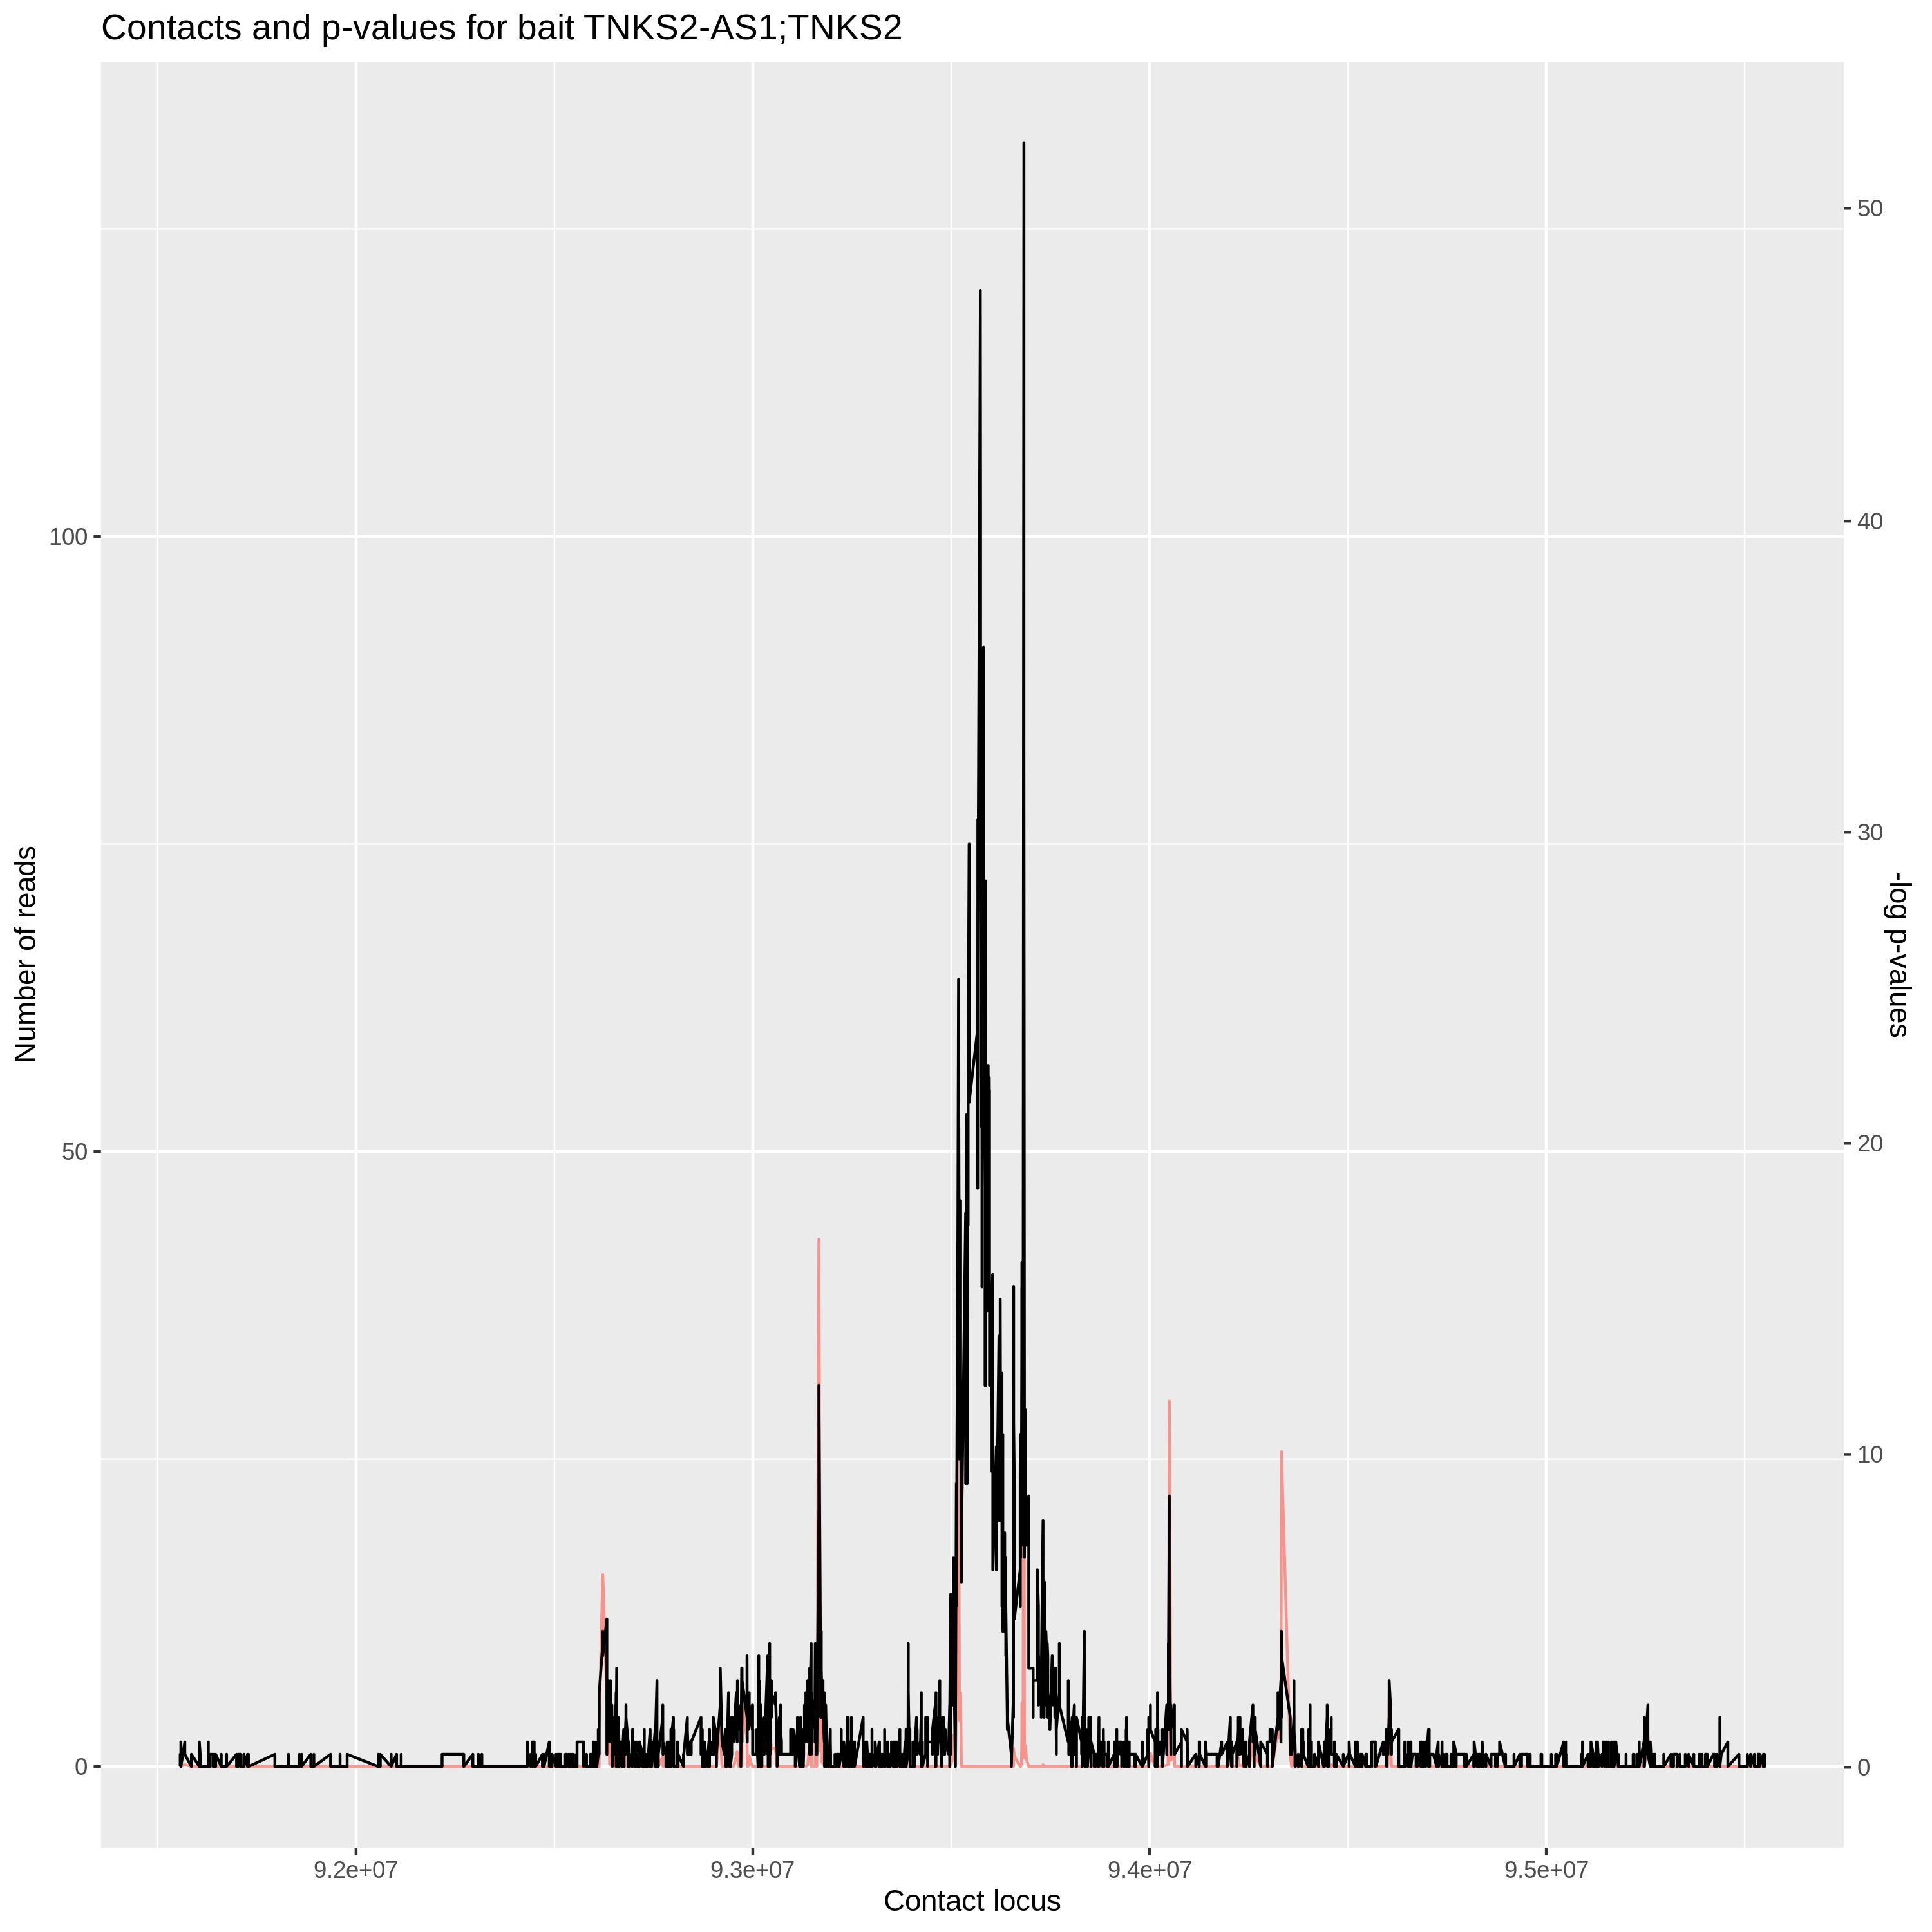 Contacts and p-values for bait TNKS2-AS1;TNKS2
Number of reads
100
50
0
50
40
30
20
10
0
-log p-values
9.2e+07
9.3e+07
9.4e+07
9.5e+07
Contact locus